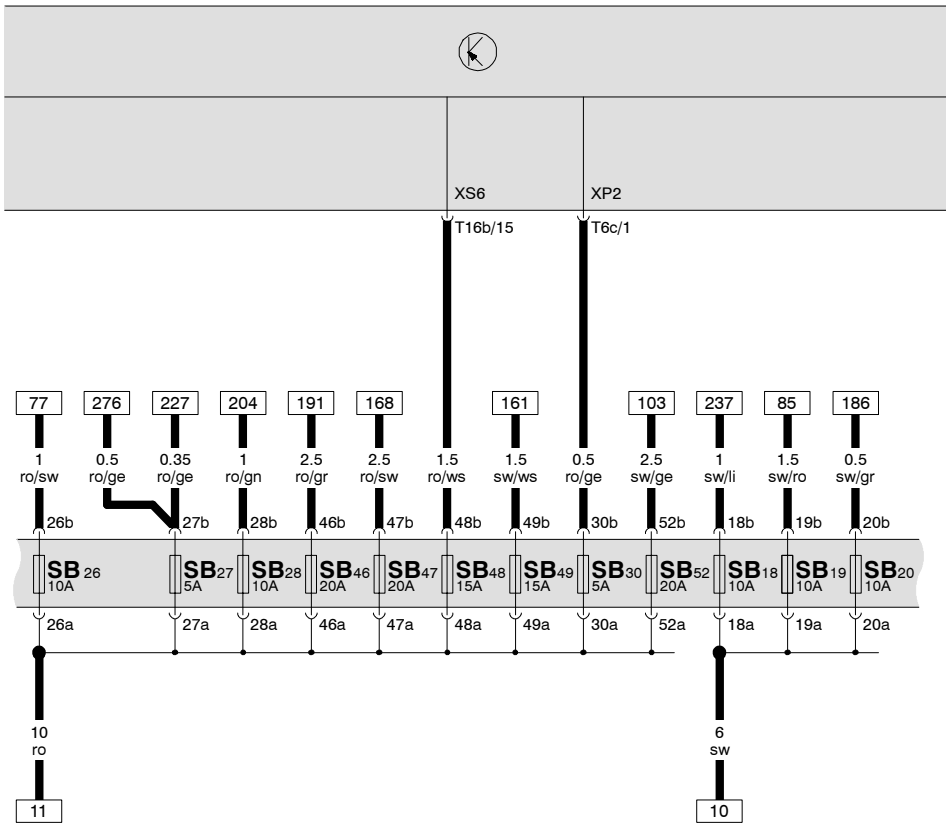 XS6 XP2
T16b/15 T6c/1
77 276 227 204 191 168 161 103 237 85 186
1 0.5 0.35 1 2.5 2.5 1.5 1.5 0.5 2.5 1 1.5 0.5
ro/sw ro/ge ro/ge ro/gn ro/gr ro/sw ro/ws sw/ws ro/ge sw/ge sw/li sw/ro sw/gr
26b 27b 28b 46b 47b 48b 49b 30b 52b 18b 19b 20b
SB26 SB27 SB28 SB46 SB47 SB48 SB49 SB30 SB52 SB18 SB19 SB20
10A 5A 10A 20A 20A 15A 15A 5A 20A 10A 10A 10A
26a 27a 28a 46a 47a 48a 49a 30a 52a 18a 19a 20a
10 6
ro sw
11 10